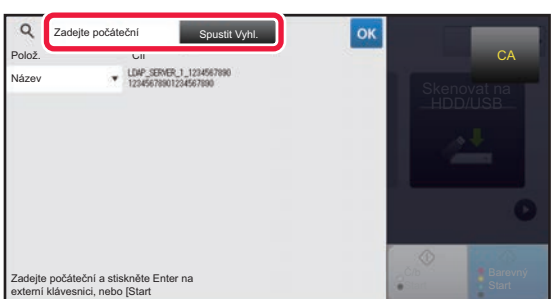 Zadejte počáteční
Spustit Vyhl.
OK
CA
Polož.
Cíl
Název
LDAP_SERVER_1_1234567890
12345678901234567890
Skenovat na
HDD/USB
Zadejte počáteční a stiskněte Enter na
externí klávesnici, nebo [Start
Barevný
Start